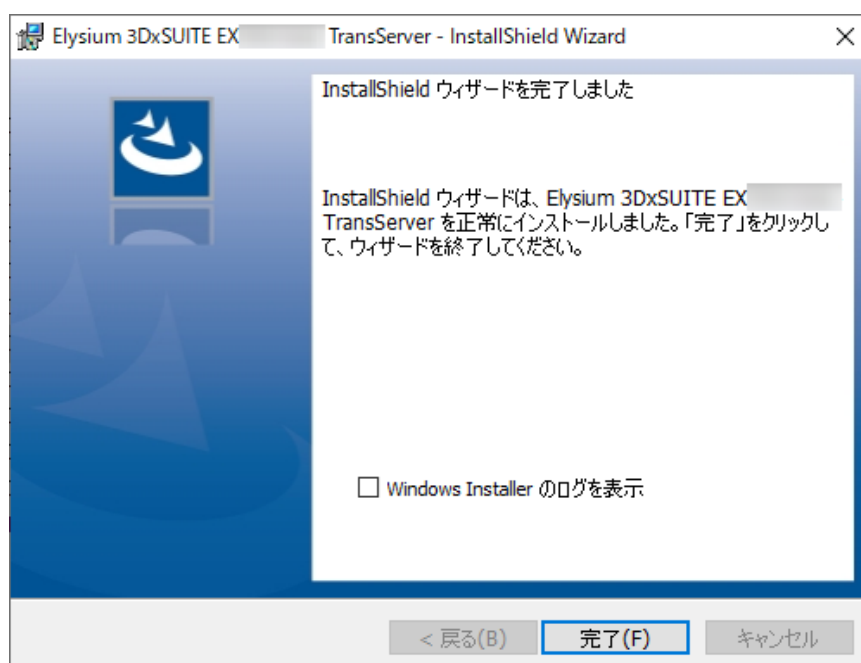 Elysium 3DxSUITE EX TransServer - InstallShield Wizard
InstallShield ウィザードを完了しました
InstallShield ウィザードは、Elysium 3DxSUITE EX
TransServer を正常にインストールしました。「完了」をクリックし
て、ウィザードを終了してください。
Windows Installer のログを表示
< 戻る(B)
完了(F)
キャンセル